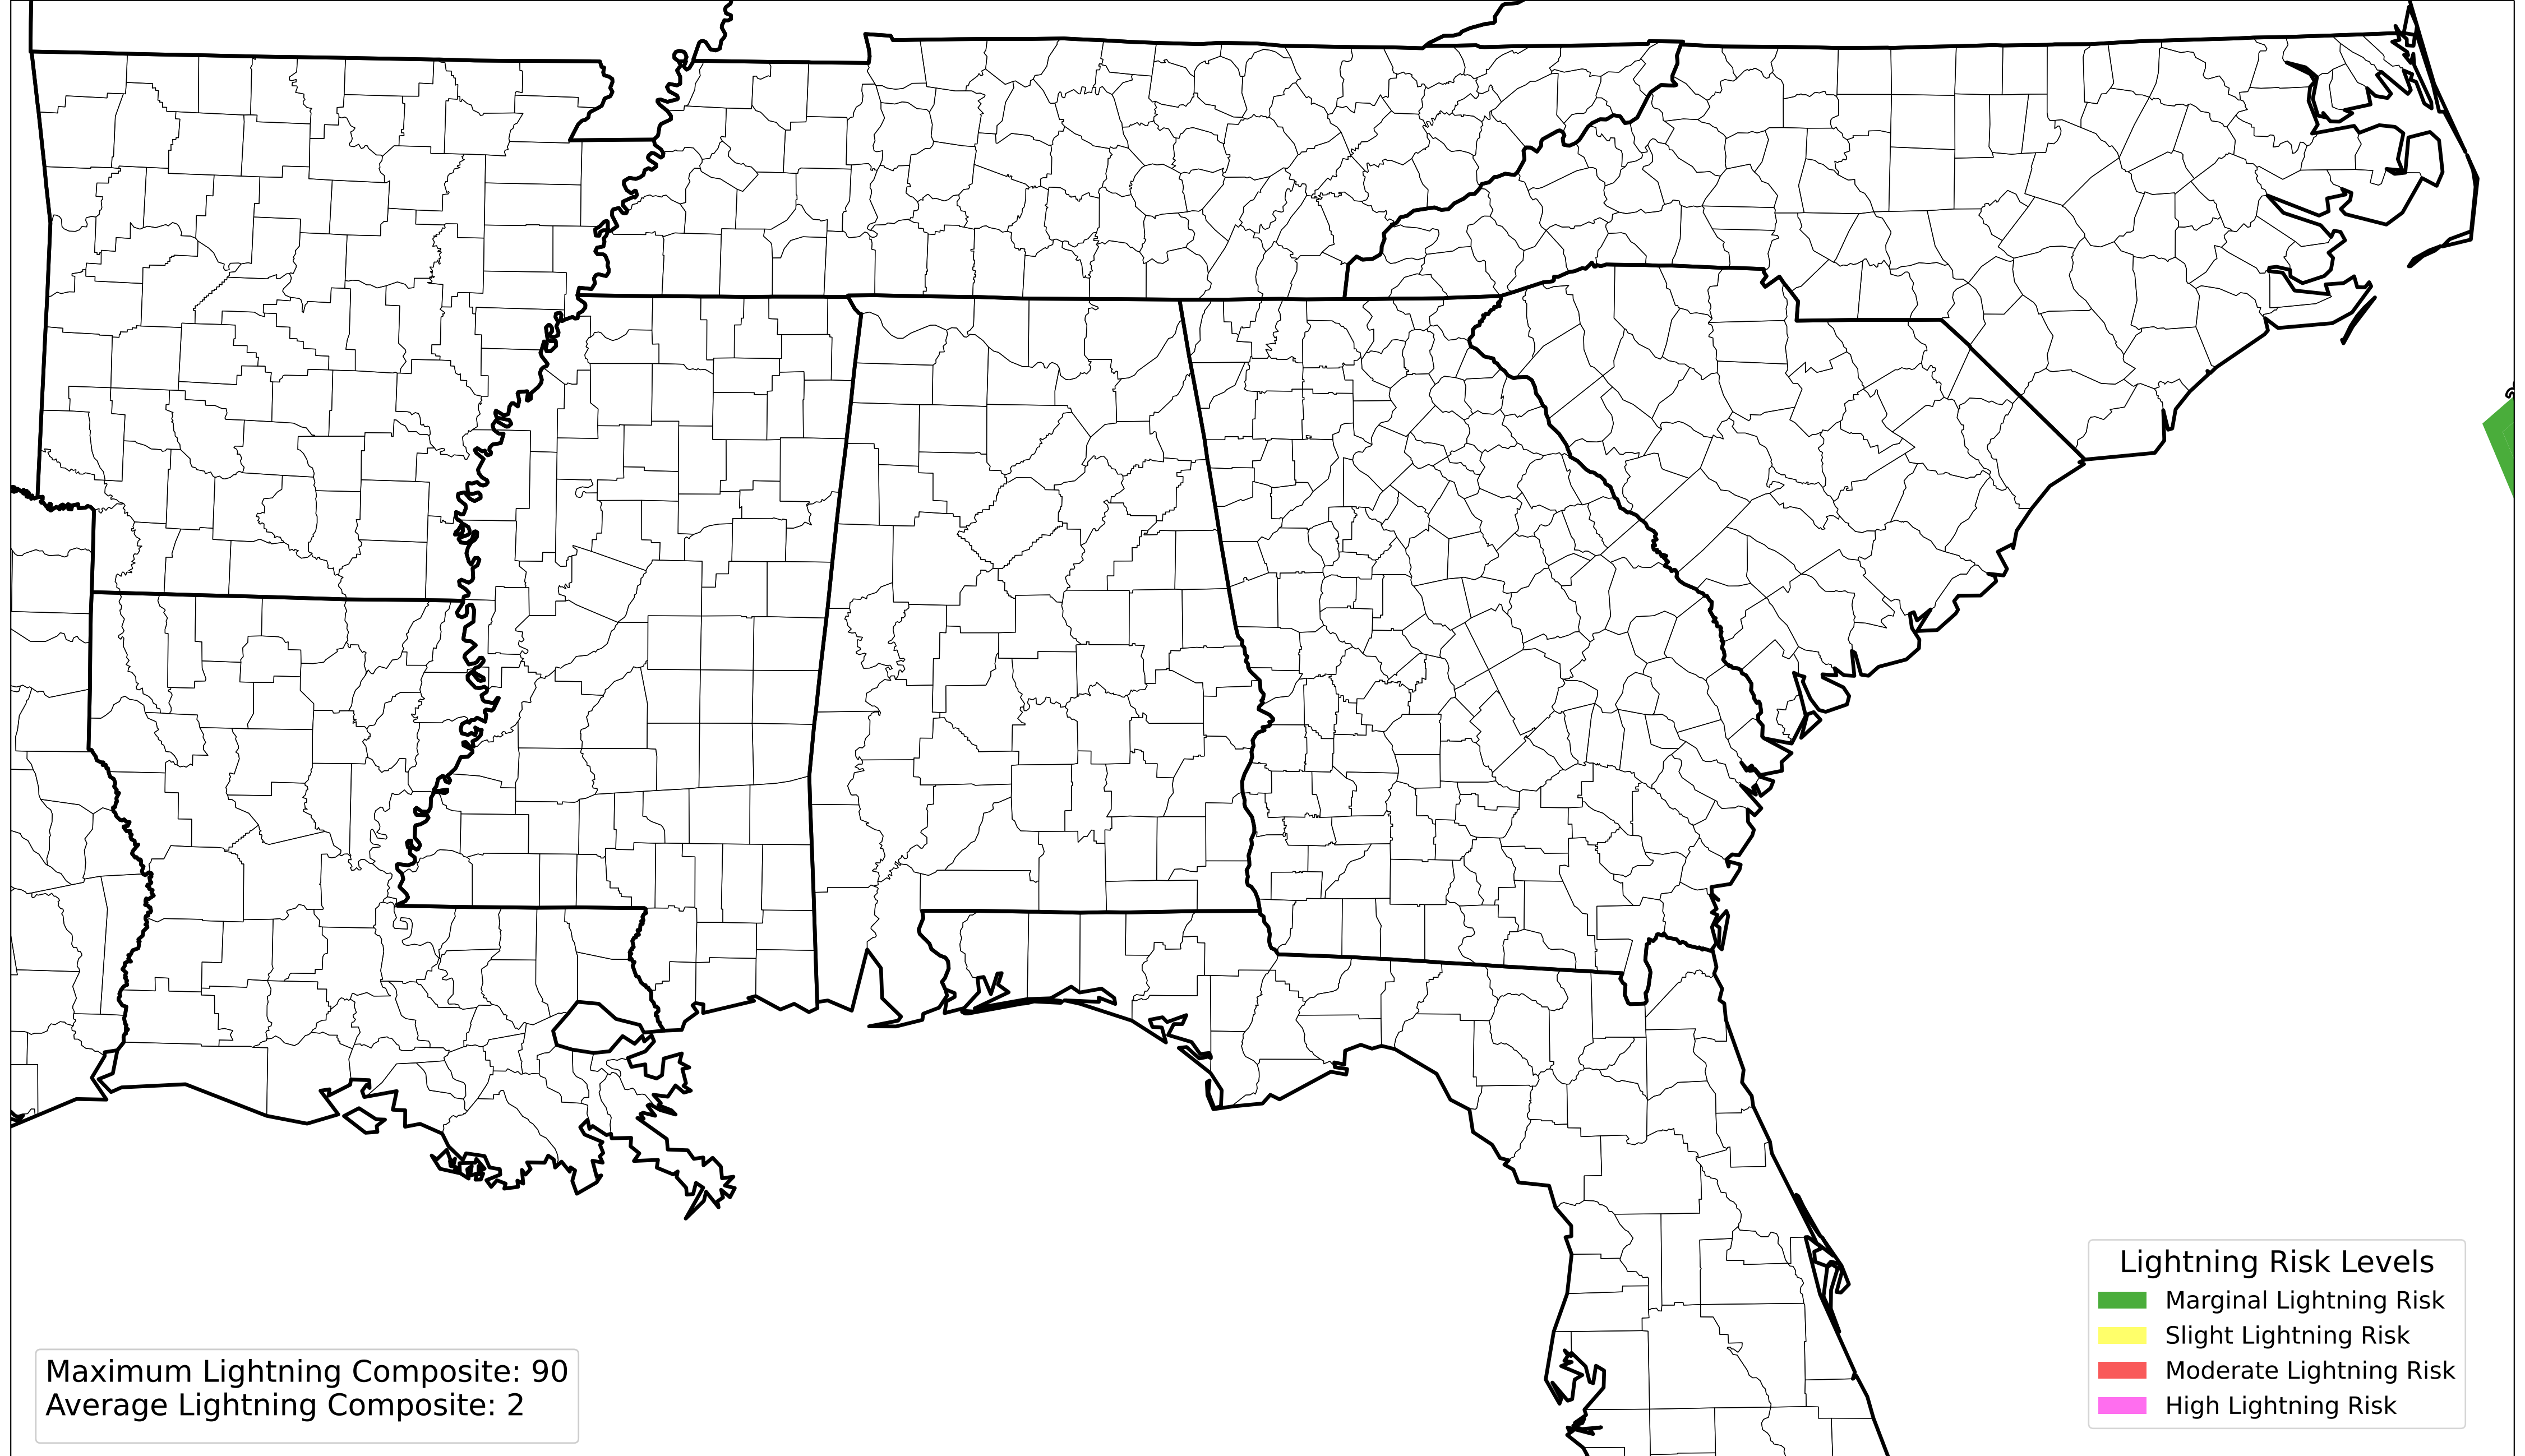 Lightning Risk Levels
Marginal Lightning Risk
Slight Lightning Risk
Moderate Lightning Risk
High Lightning Risk
Maximum Lightning Composite: 90
Average Lightning Composite: 2